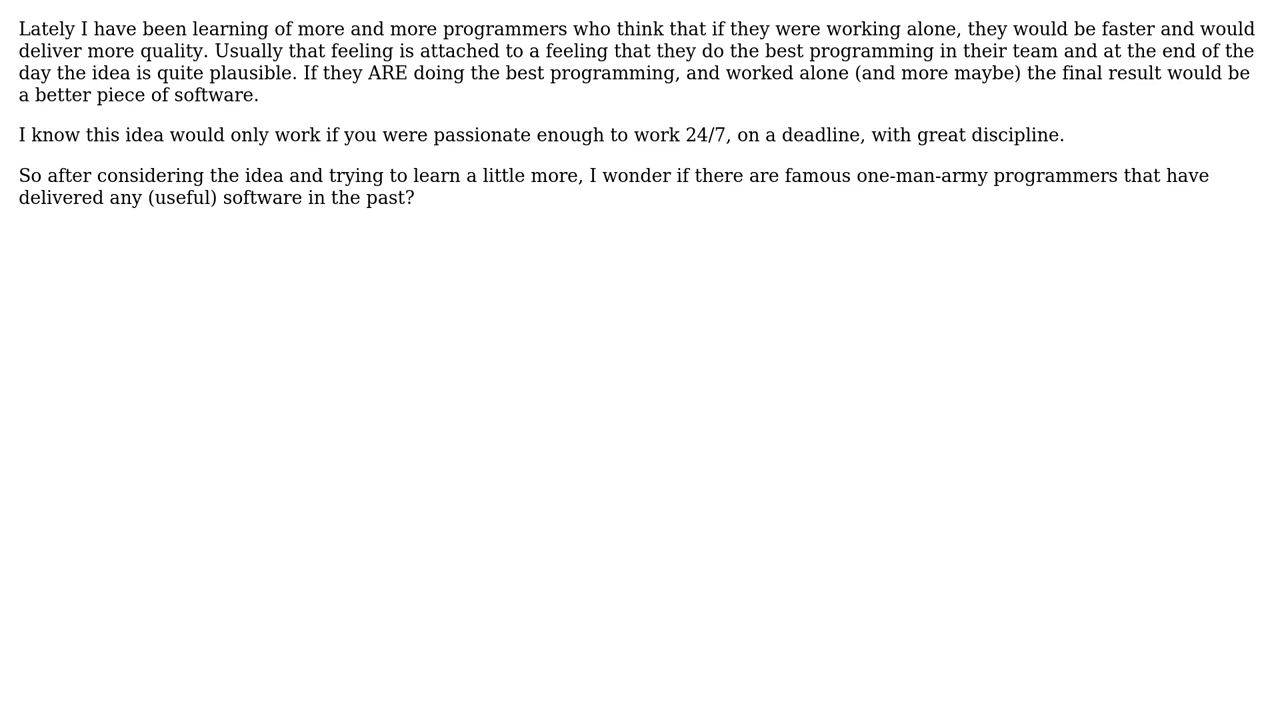 Lately I have been learning of more and more programmers who think that if they were working alone, they would be faster and would
deliver more quality. Usually that feeling is attached to a feeling that they do the best programming in their team and at the end of the
day the idea is quite plausible. If they ARE doing the best programming, and worked alone (and more maybe) the final result would be
a better piece of software.
I know this idea would only work if you were passionate enough to work 24/7, on a deadline, with great discipline.
So after considering the idea and trying to learn a little more, I wonder if there are famous one-man-army programmers that have
delivered any (useful) software in the past?